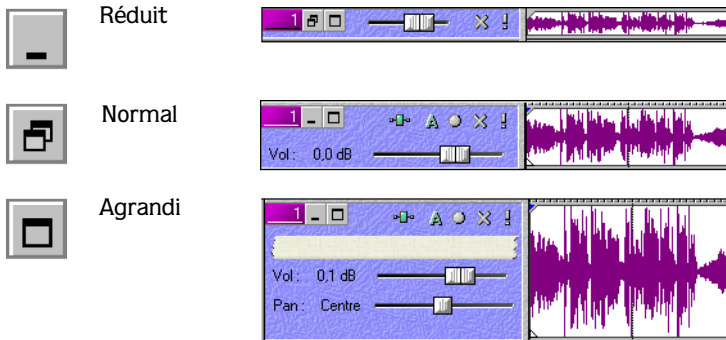 Réduit
1
Normal
1
A
Vol : 0,0 dB
Agrandi
1
A
Vol : 0,1 dB
Pan : Centre